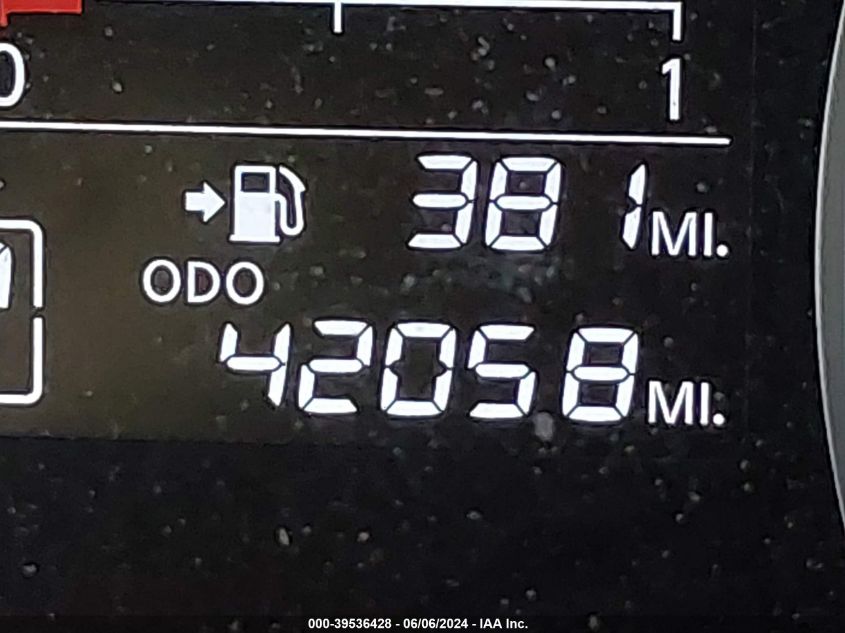 0 1
381 MI.
ODO
42058 MI.
000-39536428 - 06/06/2024 - IAA Inc.